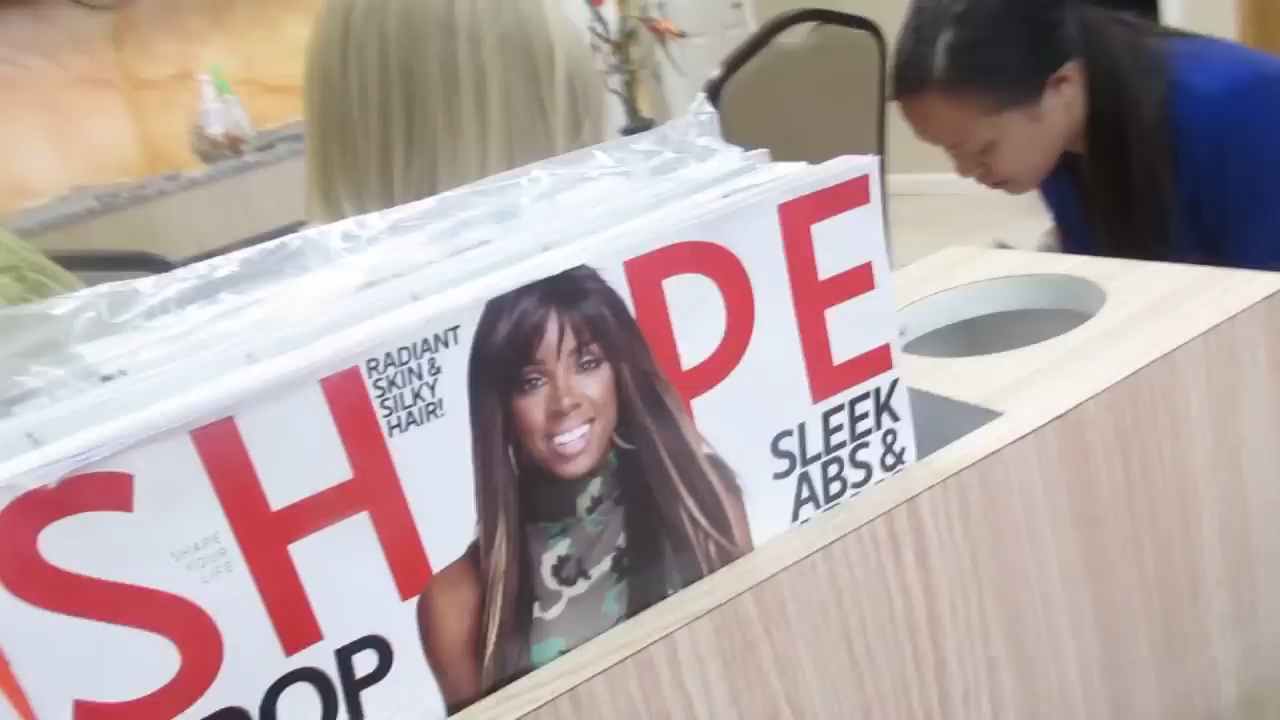 SHAPE
RADIANT
SKIN &
SILKY
HAIR!
SHAPE
YOUR
LIFE
SLEEK
ABS &